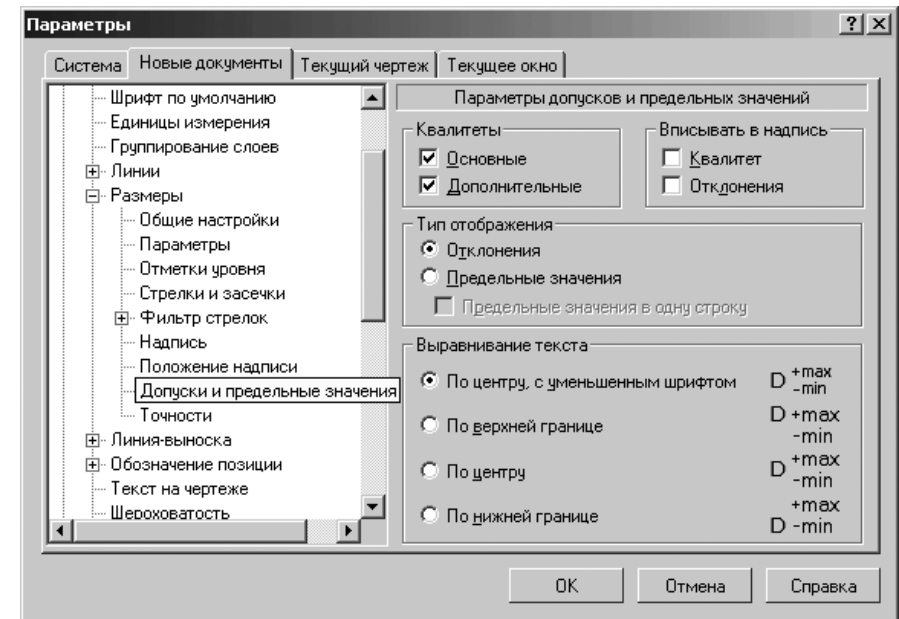 Параметры
Система Новые документы Текущий чертеж Текущее окно
Шрифт по умолчанию
Единицы измерения
Группирование слоев
Линии
Размеры
Общие настройки
Параметры
Отметки уровня
Стрелки и засечки
Фильтр стрелок
Надпись
Положение надписи
Допуски и предельные значения
Точности
Линия-выноска
Обозначение позиции
Текст на чертеже
Шероховатость
Параметры допусков и предельных значений
Квалитеты
Основные
Дополнительные
Вписывать в надпись
Квалитет
Отклонения
Тип отображения
Отклонения
Предельные значения
Предельные значения в одну строку
Выравнивание текста
По центру, с уменьшенным шрифтом D +max
-min
По верхней границе D +max
-min
По центру D +max
-min
По нижней границе +max
D -min
OK Отмена Справка